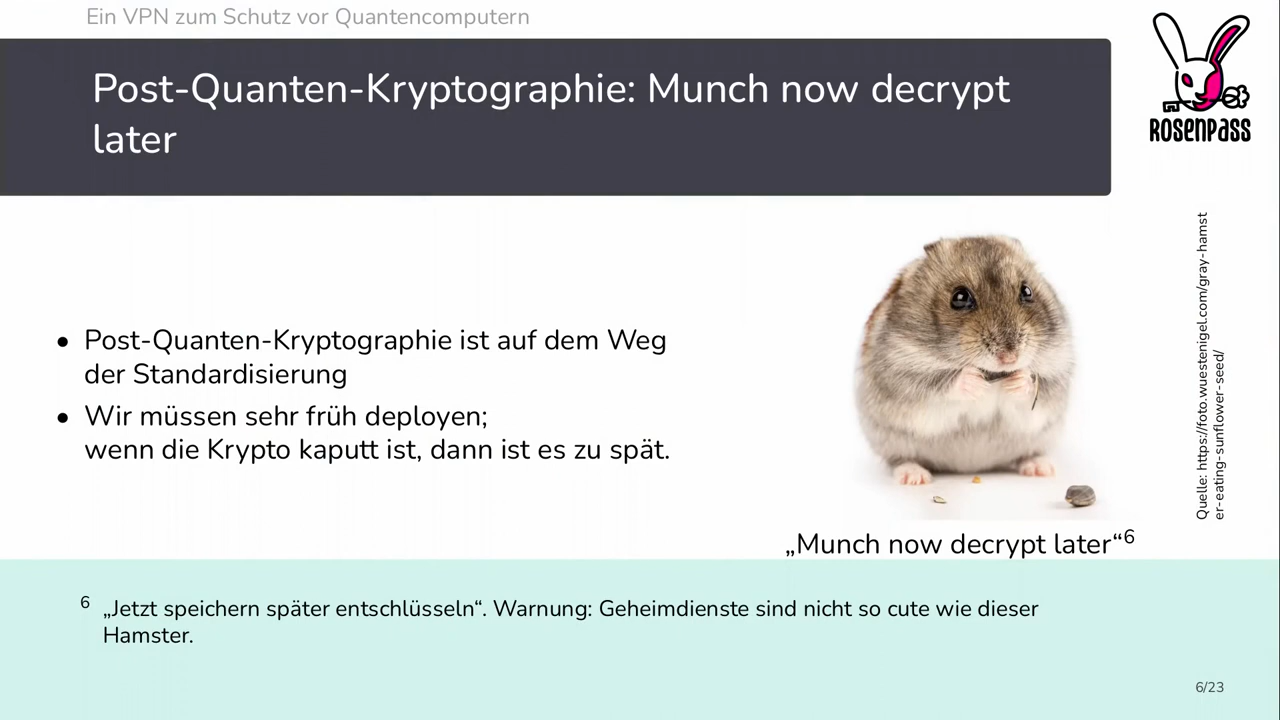 Ein VPN zum Schutz vor Quantencomputern
Post-Quanten-Kryptographie: Munch now decrypt
later
ROSENPASS
• Post-Quanten-Kryptographie ist auf dem Weg
der Standardisierung
• Wir müssen sehr früh deployen;
wenn die Krypto kaputt ist, dann ist es zu spät.
Quelle: https://foto.wuestenigel.com/gray-hamst
er-eating-sunflower-seed/
„Munch now decrypt later“6
6 „Jetzt speichern später entschlüsseln“. Warnung: Geheimdienste sind nicht so cute wie dieser
Hamster.
6/23